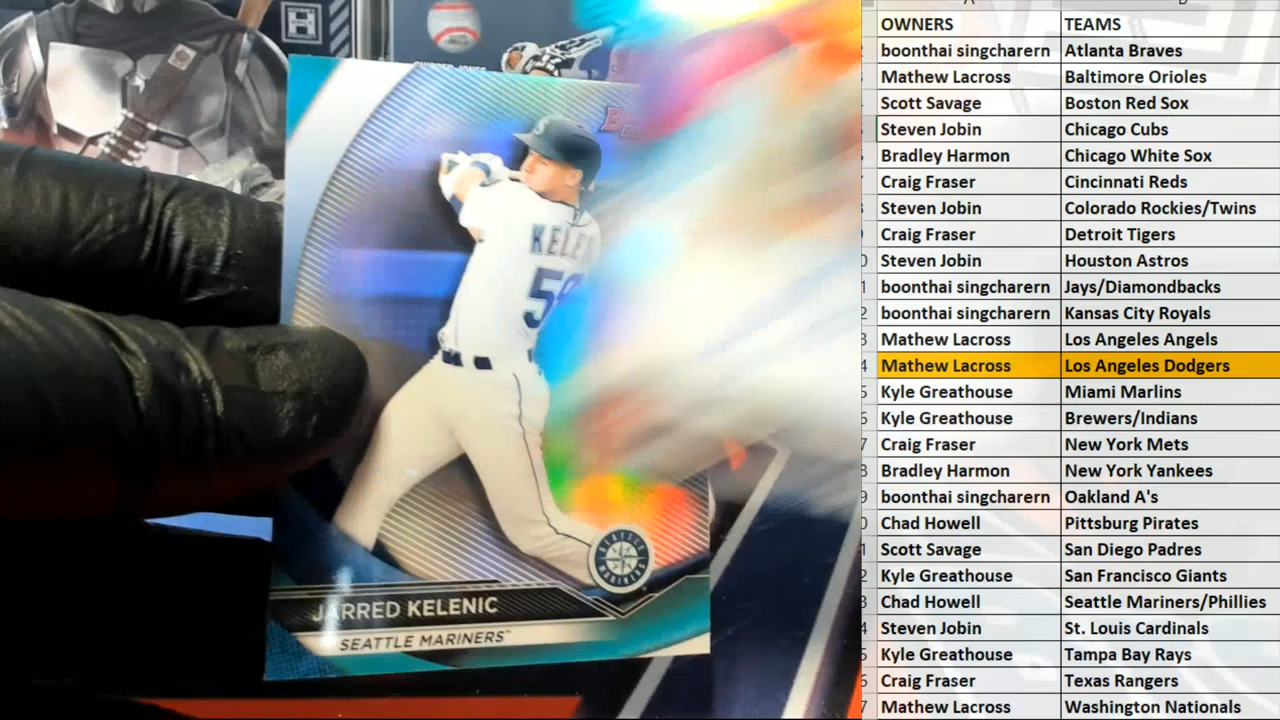 KELE
5
JARRED KELENIC
SEATTLE MARINERS
SEATTLE
MARINERS
OWNERS TEAMS
boonthai singcharern Atlanta Braves
Mathew Lacross Baltimore Orioles
Scott Savage Boston Red Sox
Steven Jobin Chicago Cubs
Bradley Harmon Chicago White Sox
Craig Fraser Cincinnati Reds
Steven Jobin Colorado Rockies/Twins
Craig Fraser Detroit Tigers
Steven Jobin Houston Astros
boonthai singcharern Jays/Diamondbacks
boonthai singcharern Kansas City Royals
Mathew Lacross Los Angeles Angels
Mathew Lacross Los Angeles Dodgers
Kyle Greathouse Miami Marlins
Kyle Greathouse Brewers/Indians
Craig Fraser New York Mets
Bradley Harmon New York Yankees
boonthai singcharern Oakland A's
Chad Howell Pittsburg Pirates
Scott Savage San Diego Padres
Kyle Greathouse San Francisco Giants
Chad Howell Seattle Mariners/Phillies
Steven Jobin St. Louis Cardinals
Kyle Greathouse Tampa Bay Rays
Craig Fraser Texas Rangers
Mathew Lacross Washington Nationals